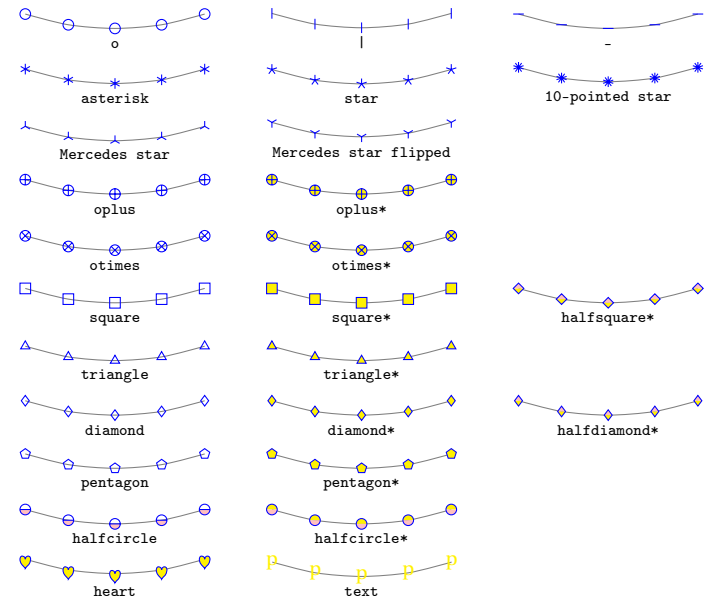 o | -
asterisk star 10-pointed star
Mercedes star Mercedes star flipped
oplus oplus*
otimes otimes*
square square* halfsquare*
triangle triangle*
diamond diamond* halfdiamond*
pentagon pentagon*
halfcircle halfcircle*
p p p p p
heart text